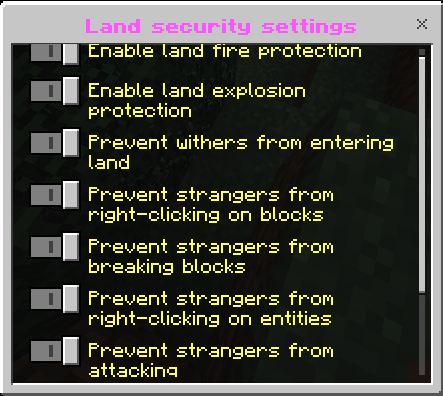 Land security settings
Enable land fire protection
Enable land explosion
protection
Prevent withers from entering
land
Prevent strangers from
right-clicking on blocks
Prevent strangers from
breaking blocks
Prevent strangers from
right-clicking on entities
Prevent strangers from
attacking